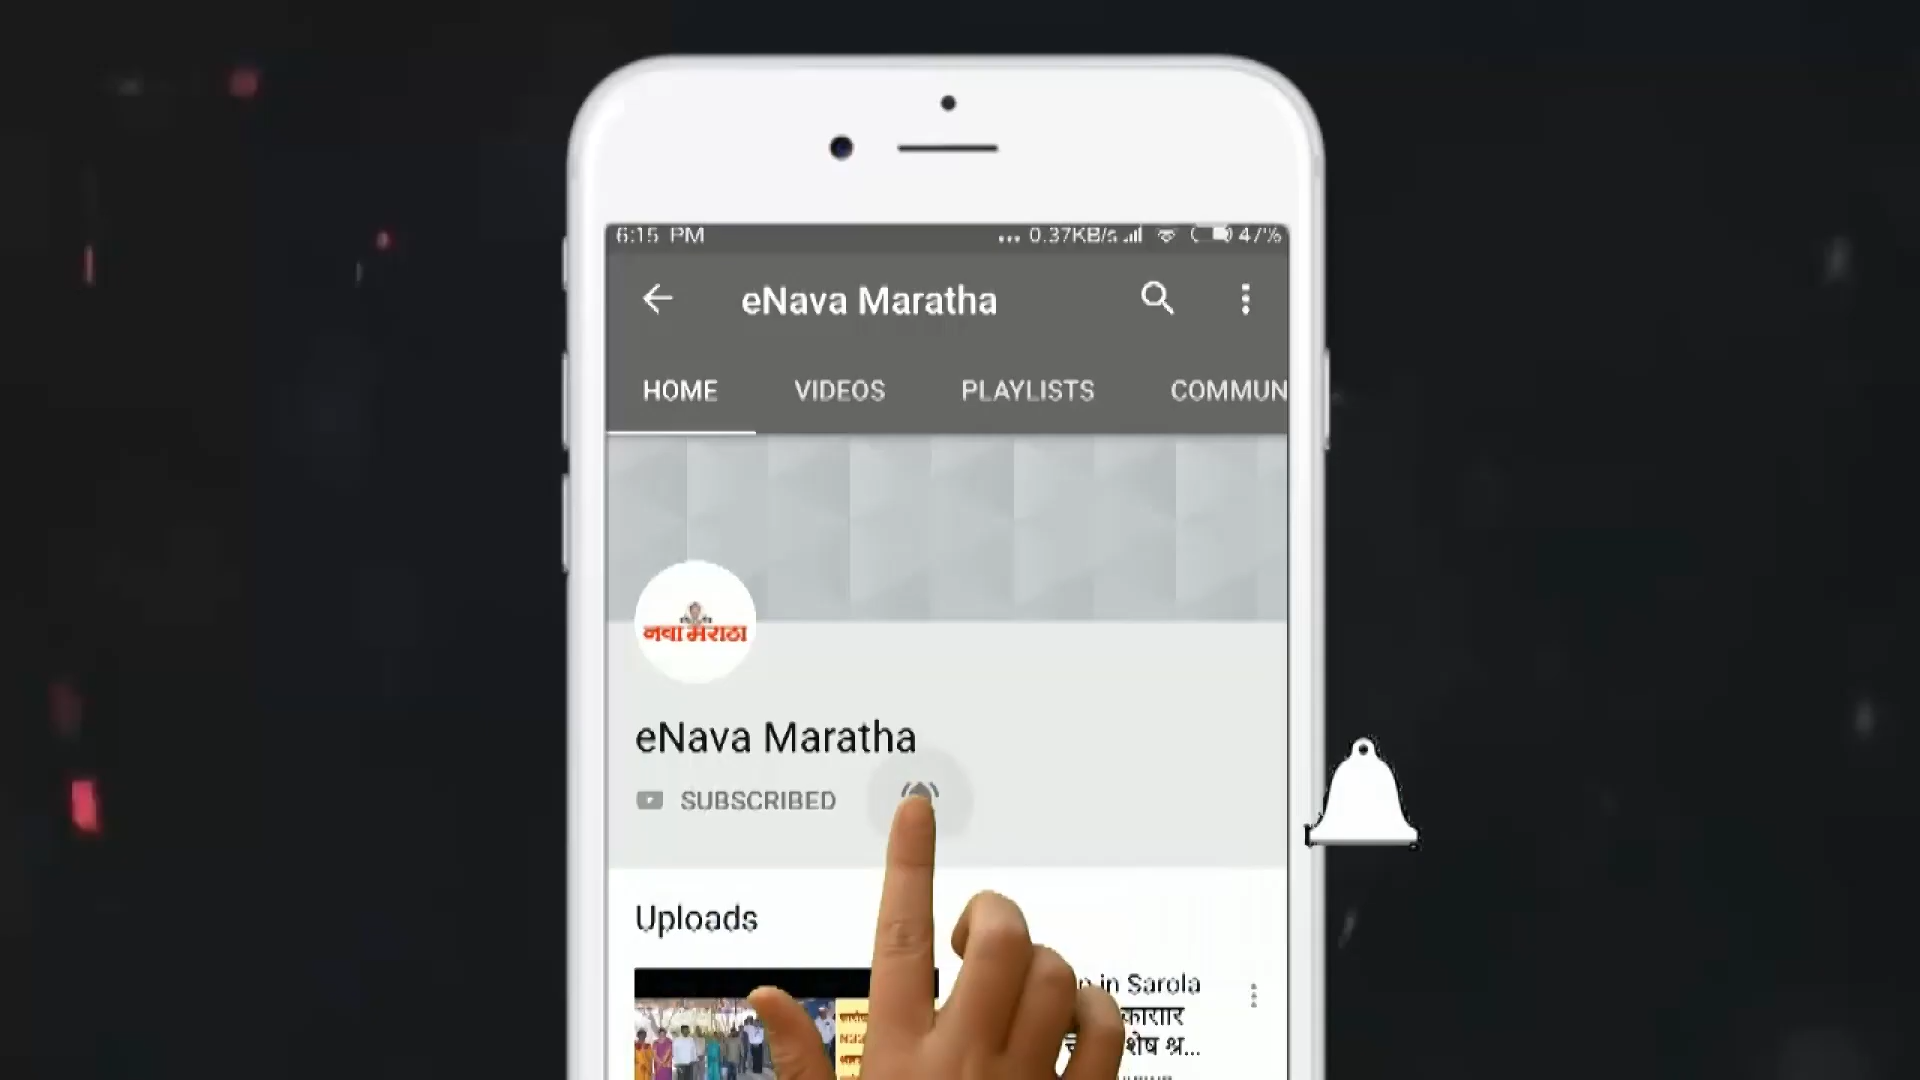 6:15 PM
... 0.37KB/s 47%
eNava Maratha
HOME VIDEOS PLAYLISTS COMMUN
नवा मराठा
eNava Maratha
SUBSCRIBED
Uploads
in Sarola
शेष श्र...